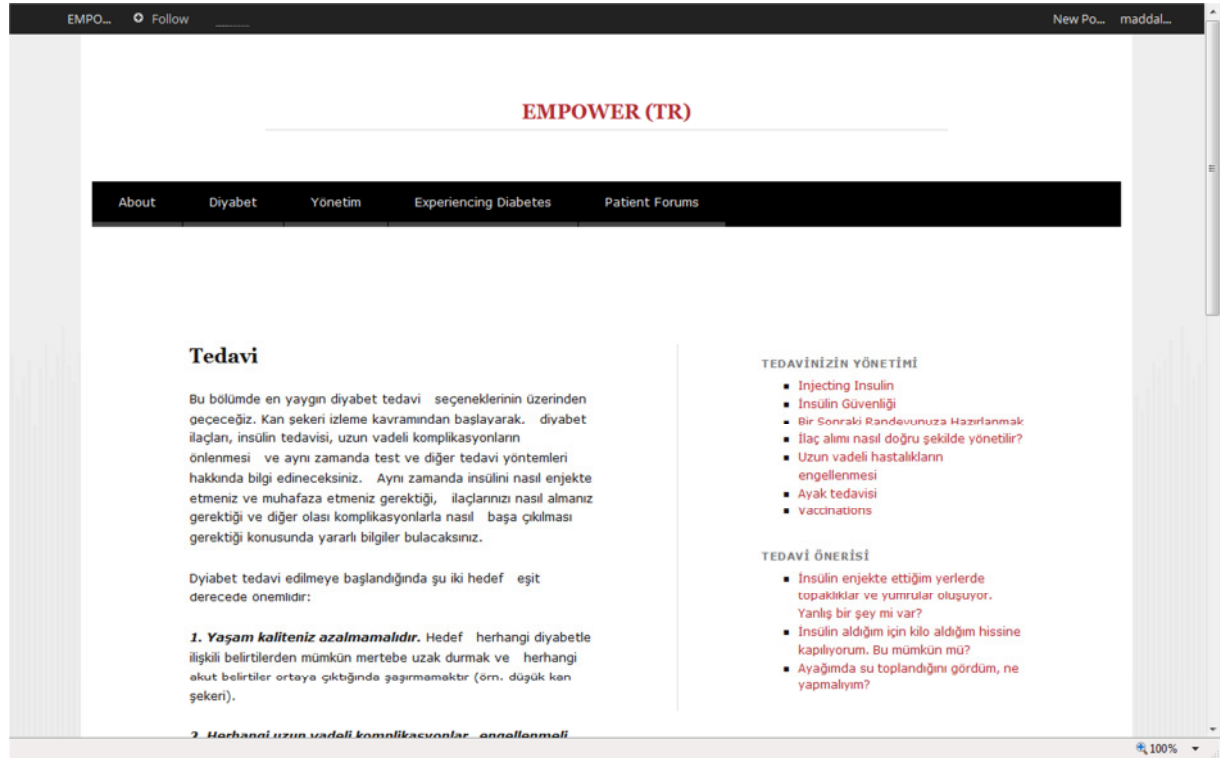 EMPO... Follow New Po... maddal...
EMPOWER (TR)
About Diyabet Yönetim Experiencing Diabetes Patient Forums
Tedavi
Bu bölümde en yaygın diyabet tedavi seçeneklerinin üzerinden
geçeceğiz. Kan şekeri izleme kavramından başlayarak. diyabet
ilaçları, insülin tedavisi, uzun vadeli komplikasyonların
önlenmesi ve aynı zamanda test ve diğer tedavi yöntemleri
hakkında bilgi edineceksiniz. Aynı zamanda insülini nasıl enjekte
etmeniz ve muhafaza etmeniz gerektiği, ilaçlarınızı nasıl almanız
gerektiği ve diğer olası komplikasyonlarla nasıl başa çıkılması
gerektiği konusunda yararlı bilgiler bulacaksınız.
Dyiabet tedavi edilmeye başlandığında şu iki hedef eşit
derecede önemlidir:
1. Yaşam kaliteniz azalmamalıdır. Hedef herhangi diyabetle
ilişkili belirtilerden mümkün mertebe uzak durmak ve herhangi
akut belirtiler ortaya çıktığında şaşırmamaktır (örn. düşük kan
şekeri).
2. Herhangi uzun vadeli komplikasyonlar engellenmeli
TEDAVİNİZİN YÖNETİMİ
Injecting Insulin
İnsülin Güvenliği
Bir Sonraki Randevunuza Hazırlanmak
İlaç alımı nasıl doğru şekilde yönetilir?
Uzun vadeli hastalıkların
engellenmesi
Ayak tedavisi
Vaccinations
TEDAVİ ÖNERİSİ
İnsülin enjekte ettiğim yerlerde
topaklıklar ve yumrular oluşuyor.
Yanlış bir şey mi var?
İnsülin aldığım için kilo aldığım hissine
kapılıyorum. Bu mümkün mü?
Ayağımda su toplandığını gördüm, ne
yapmalıyım?
100%